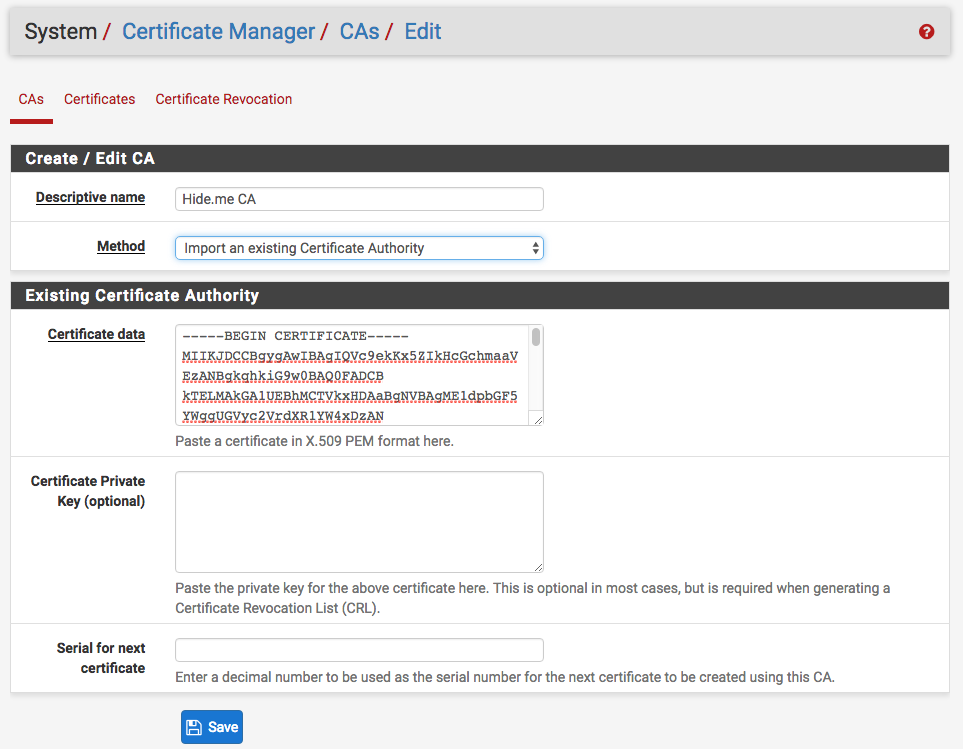 System / Certificate Manager / CAs / Edit
CAs Certificates Certificate Revocation
Create / Edit CA
Descriptive name Hide.me CA
Method Import an existing Certificate Authority
Existing Certificate Authority
Certificate data
-----BEGIN CERTIFICATE-----
MIIKJDCCBgygAwIBAgIQVc9ekKx5ZIkHcGchmaaV
EzANBgkqhkiG9w0BAQ0FADCB
kTELMAkGA1UEBhMCTVkxHDAaBgNVBAgME1dpbGF5
YWggUGVyc2VrdXR1YW4xDzAN
Paste a certificate in X.509 PEM format here.
Certificate Private
Key (optional)
Paste the private key for the above certificate here. This is optional in most cases, but is required when generating a
Certificate Revocation List (CRL).
Serial for next
certificate
Enter a decimal number to be used as the serial number for the next certificate to be created using this CA.
Save